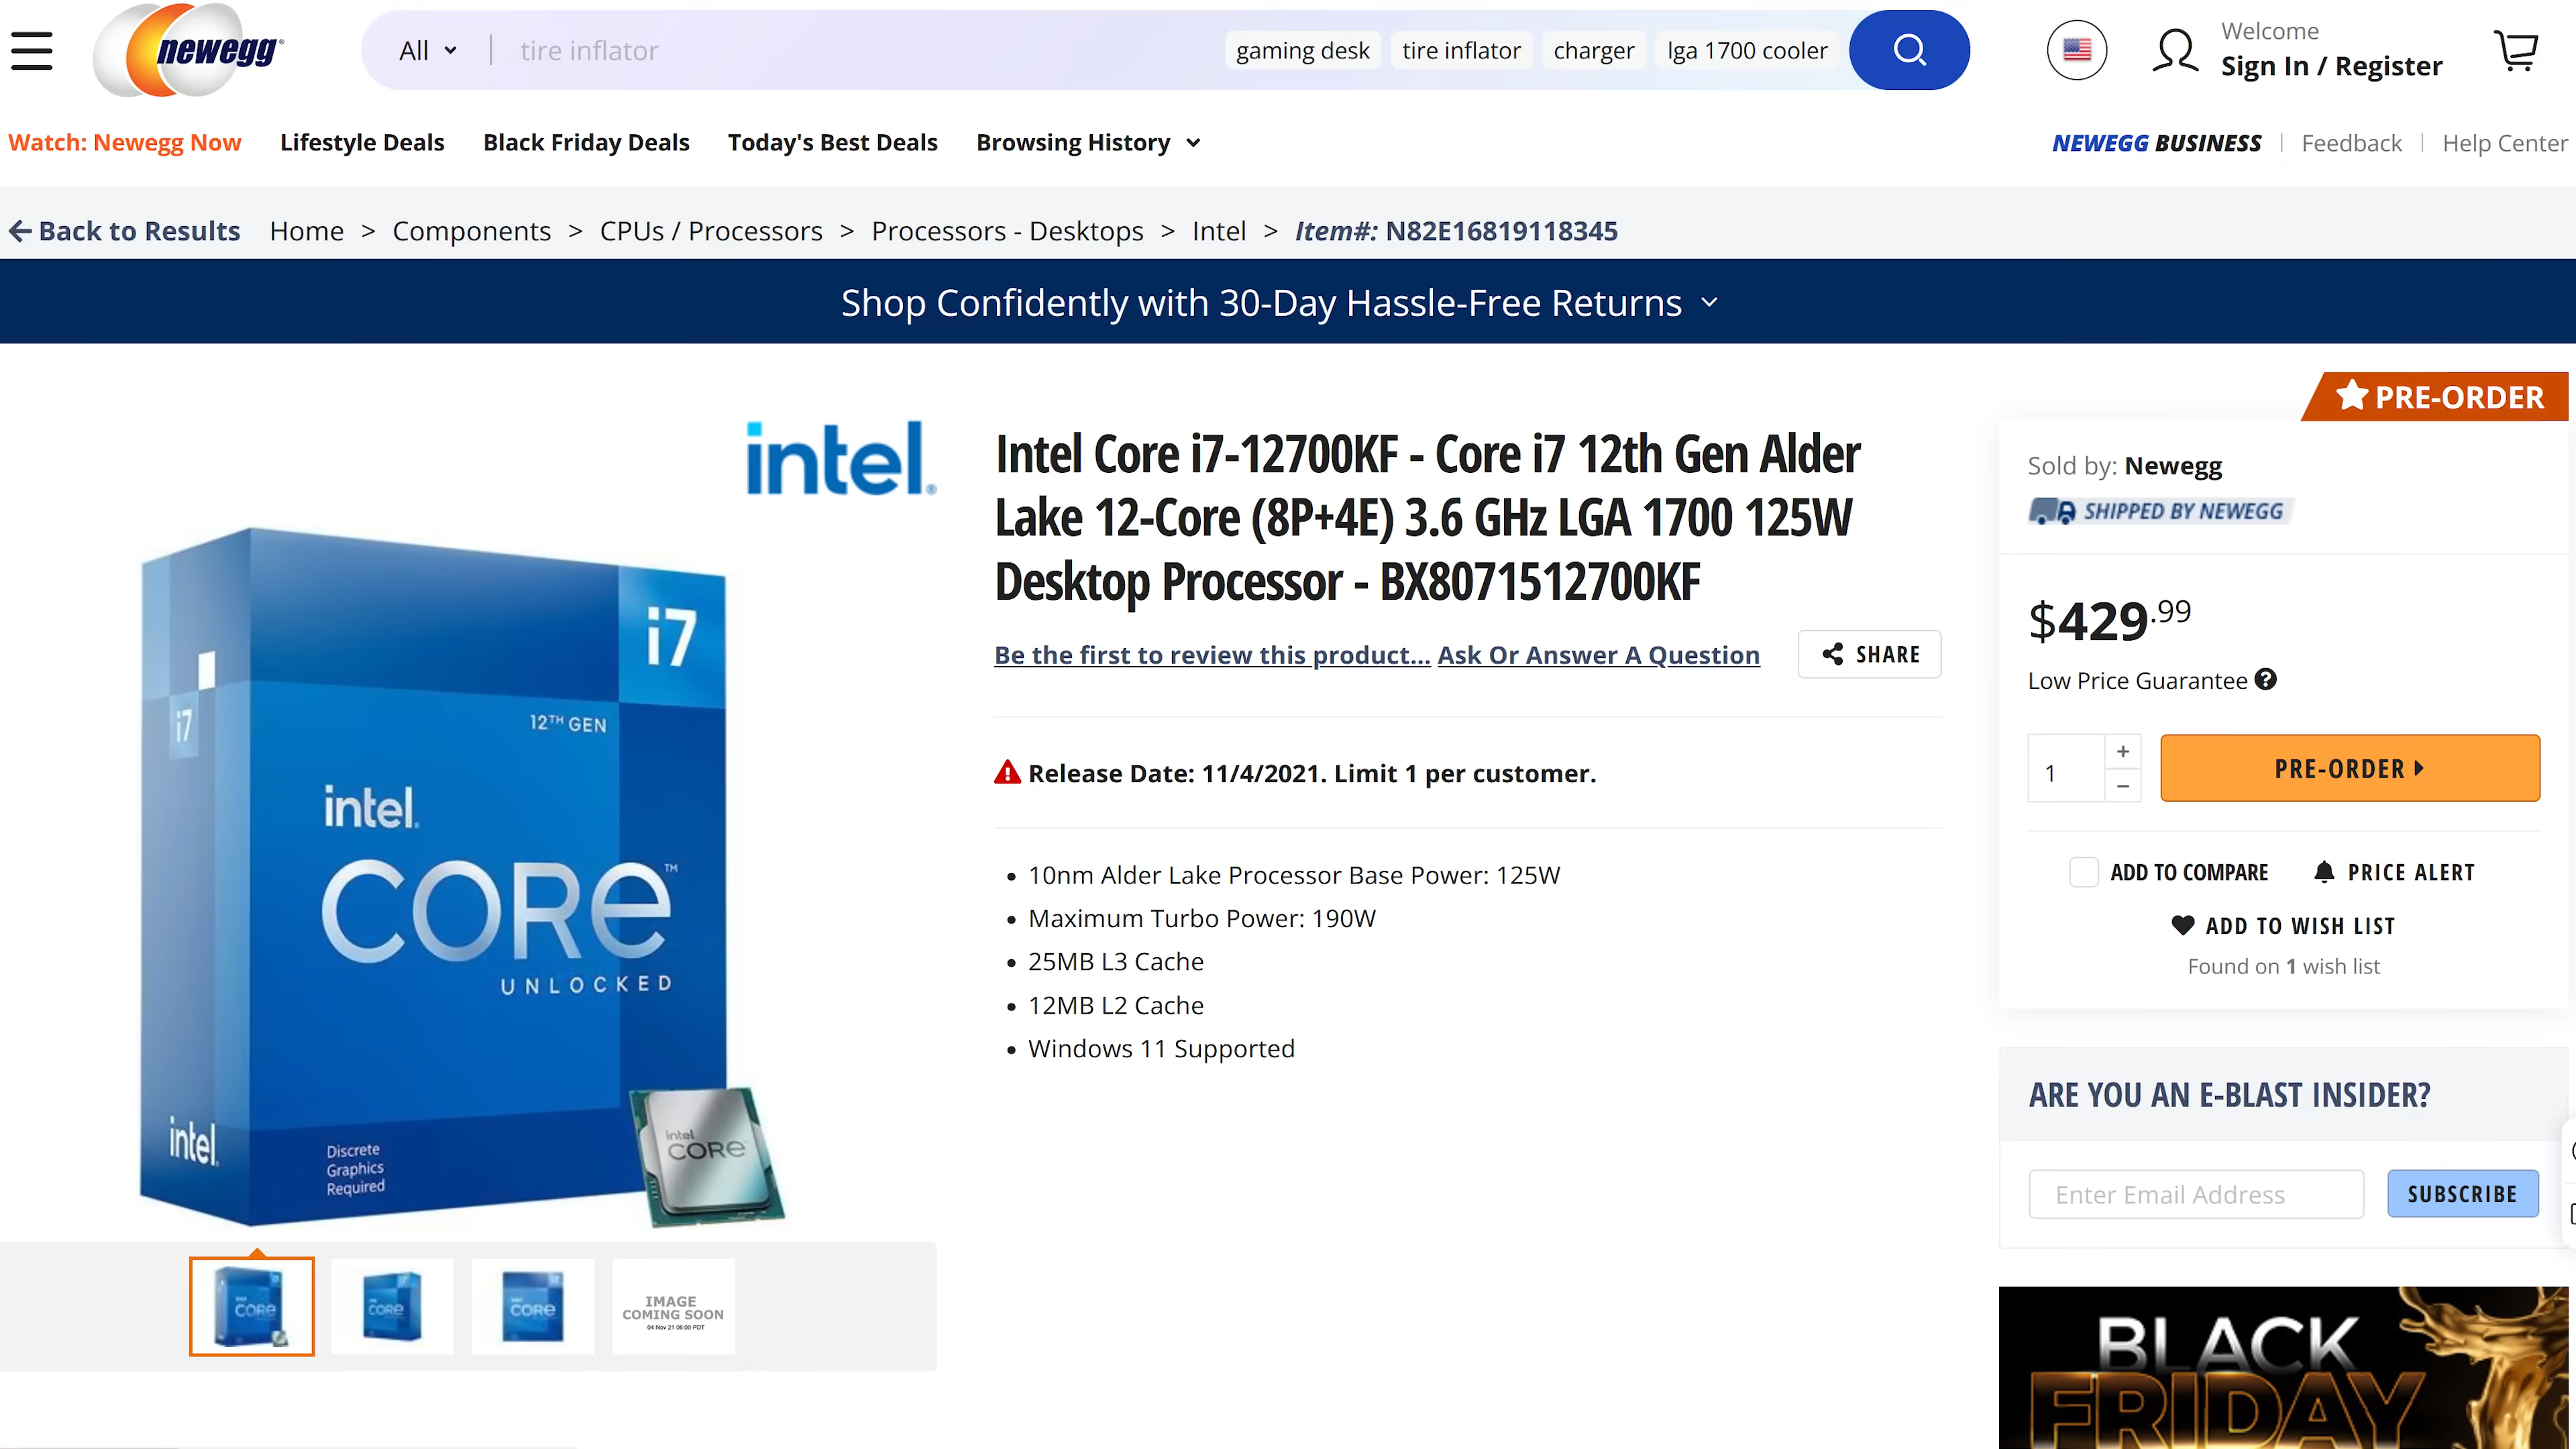 newegg
All
tire inflator
gaming desk
tire inflator
charger
lga 1700 cooler
Welcome
Sign In / Register
Watch: Newegg Now
Lifestyle Deals
Black Friday Deals
Today's Best Deals
Browsing History
NEWEGG BUSINESS
Feedback
Help Center
Back to Results
Home > Components > CPUs / Processors > Processors - Desktops > Intel > Item#: N82E16819118345
Shop Confidently with 30-Day Hassle-Free Returns
intel.
i7
i7
12TH GEN
intel.
CORe™
UNLOCKED
intel.
Discrete
Graphics
Required
intel
CORe
CORe
CORe
CORe
IMAGE
COMING SOON
04 Nov 21 06:00 PDT
Intel Core i7-12700KF - Core i7 12th Gen Alder
Lake 12-Core (8P+4E) 3.6 GHz LGA 1700 125W
Desktop Processor - BX8071512700KF
Be the first to review this product... Ask Or Answer A Question
SHARE
Release Date: 11/4/2021. Limit 1 per customer.
• 10nm Alder Lake Processor Base Power: 125W
• Maximum Turbo Power: 190W
• 25MB L3 Cache
• 12MB L2 Cache
• Windows 11 Supported
PRE-ORDER
Sold by: Newegg
SHIPPED BY NEWEGG
$429.99
Low Price Guarantee ?
1
+
−
PRE-ORDER
ADD TO COMPARE
PRICE ALERT
ADD TO WISH LIST
Found on 1 wish list
ARE YOU AN E-BLAST INSIDER?
Enter Email Address
SUBSCRIBE
BLACK
FRIDAY